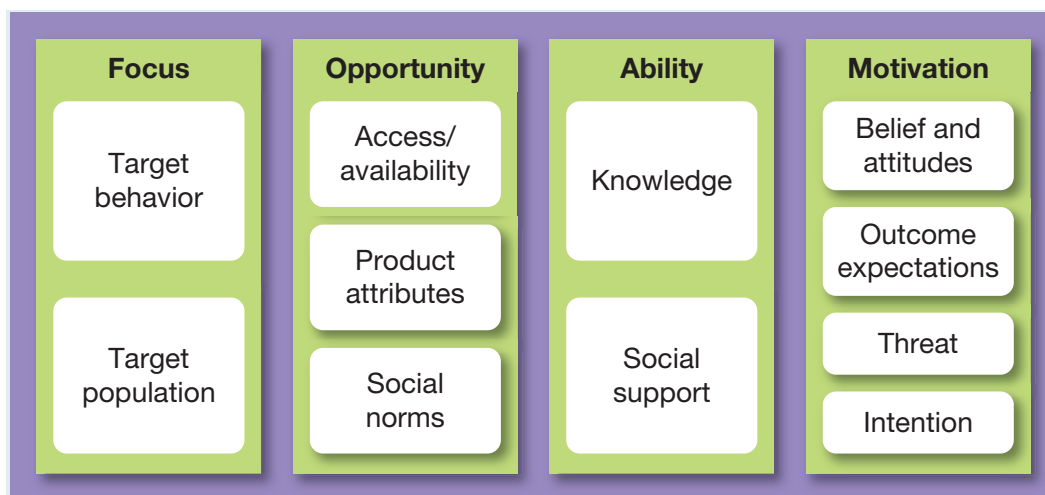 Focus
Target
behavior
Target
population
Opportunity
Access/
availability
Product
attributes
Social
norms
Ability
Knowledge
Social
support
Motivation
Belief and
attitudes
Outcome
expectations
Threat
Intention